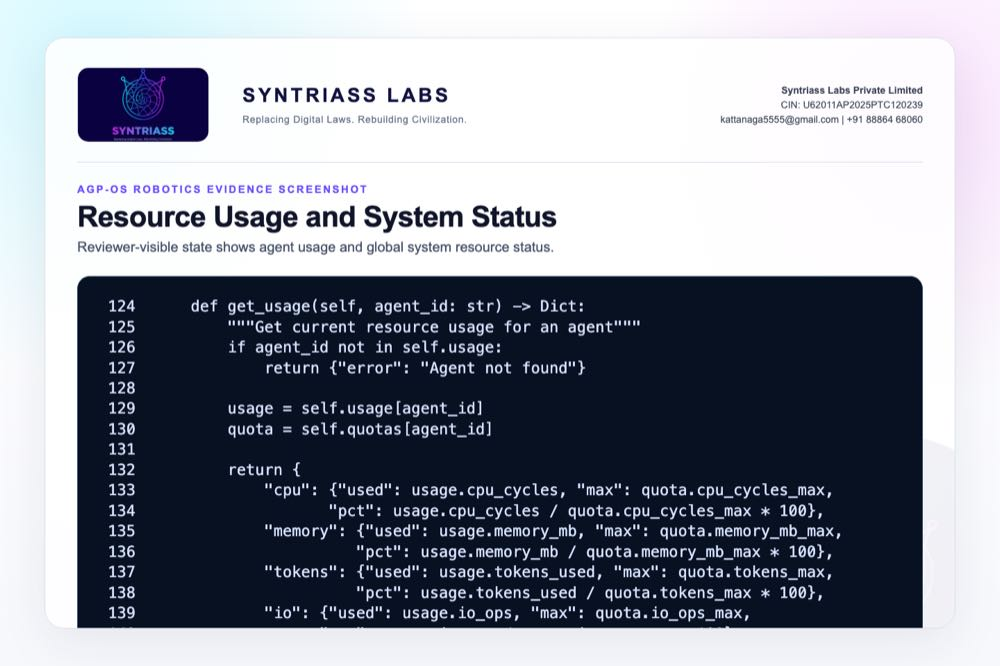 SYNTRIASS
SYNTRIASS LABS
Replacing Digital Laws. Rebuilding Civilization.
Syntriass Labs Private Limited
CIN: U62011AP2025PTC120239
kattanaga5555@gmail.com | +91 88864 68060
AGP-OS ROBOTICS EVIDENCE SCREENSHOT
Resource Usage and System Status
Reviewer-visible state shows agent usage and global system resource status.
124      def get_usage(self, agent_id: str) -> Dict:
125          """Get current resource usage for an agent"""
126          if agent_id not in self.usage:
127              return {"error": "Agent not found"}
128
129          usage = self.usage[agent_id]
130          quota = self.quotas[agent_id]
131
132          return {
133              "cpu": {"used": usage.cpu_cycles, "max": quota.cpu_cycles_max,
134                     "pct": usage.cpu_cycles / quota.cpu_cycles_max * 100},
135              "memory": {"used": usage.memory_mb, "max": quota.memory_mb_max,
136                        "pct": usage.memory_mb / quota.memory_mb_max * 100},
137              "tokens": {"used": usage.tokens_used, "max": quota.tokens_max,
138                        "pct": usage.tokens_used / quota.tokens_max * 100},
139              "io": {"used": usage.io_ops, "max": quota.io_ops_max,